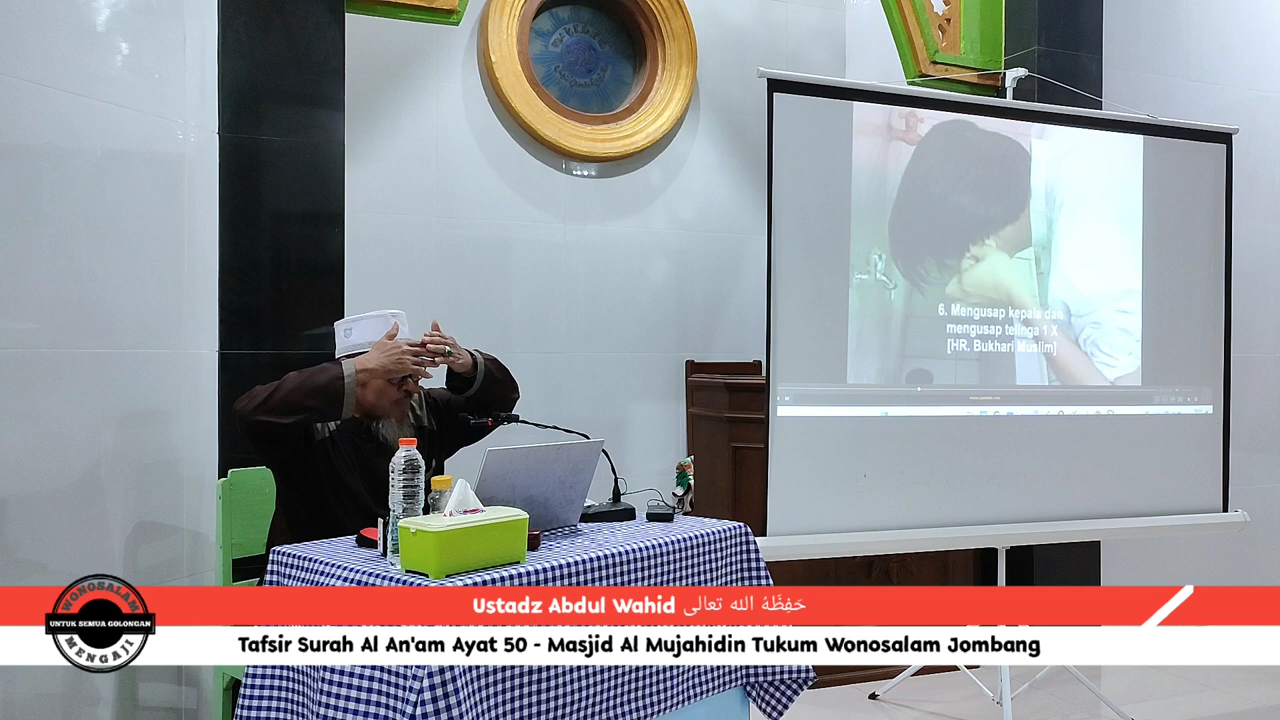 6. Mengusap kepala dan
mengusap telinga 1 X
[HR. Bukhari Muslim]
Ustadz Abdul Wahid حَفِظَهُ الله تعالى
WONOSALAM
UNTUK SEMUA GOLONGAN
MENGAJI
Tafsir Surah Al An'am Ayat 50 - Masjid Al Mujahidin Tukum Wonosalam Jombang